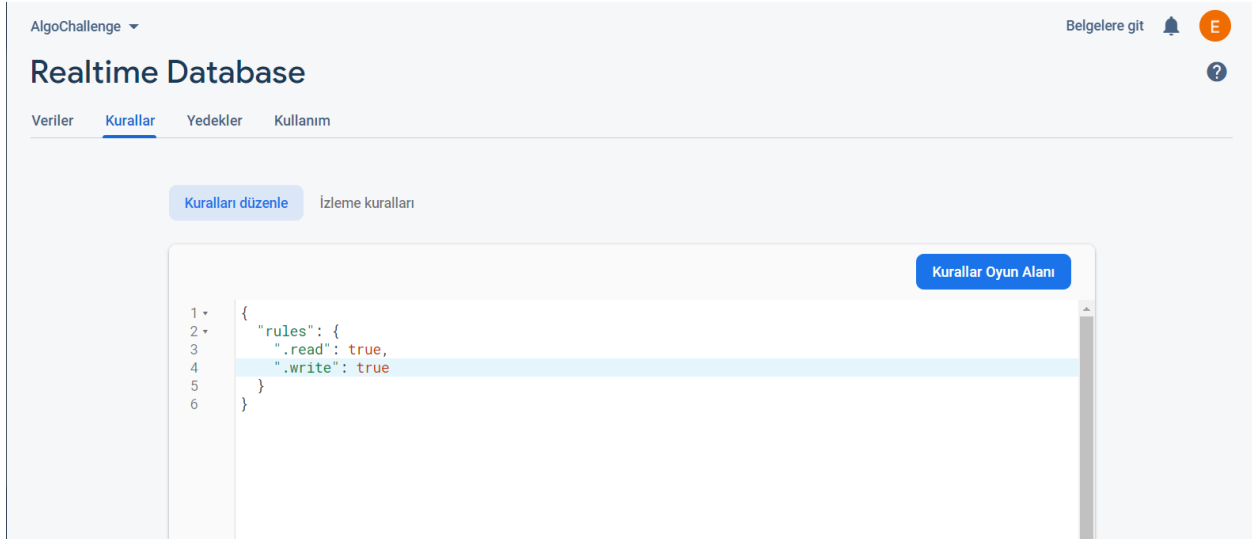 AlgoChallenge
Belgelere git
E
Realtime Database
?
Veriler Kurallar Yedekler Kullanım
Kuralları düzenle İzleme kuralları
Kurallar Oyun Alanı
1 {
2 "rules": {
3 ".read": true,
4 ".write": true
5 }
6 }